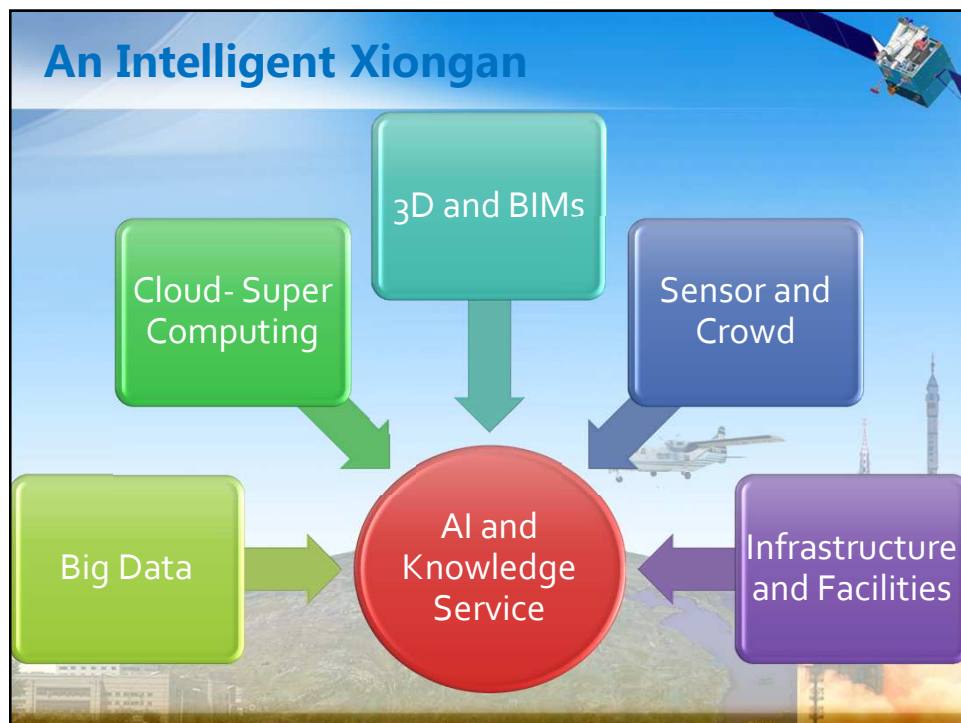 An Intelligent Xiongan
3D and BIMs
Cloud- Super
Computing
Sensor and
Crowd
Big Data
AI and
Knowledge
Service
Infrastructure
and Facilities